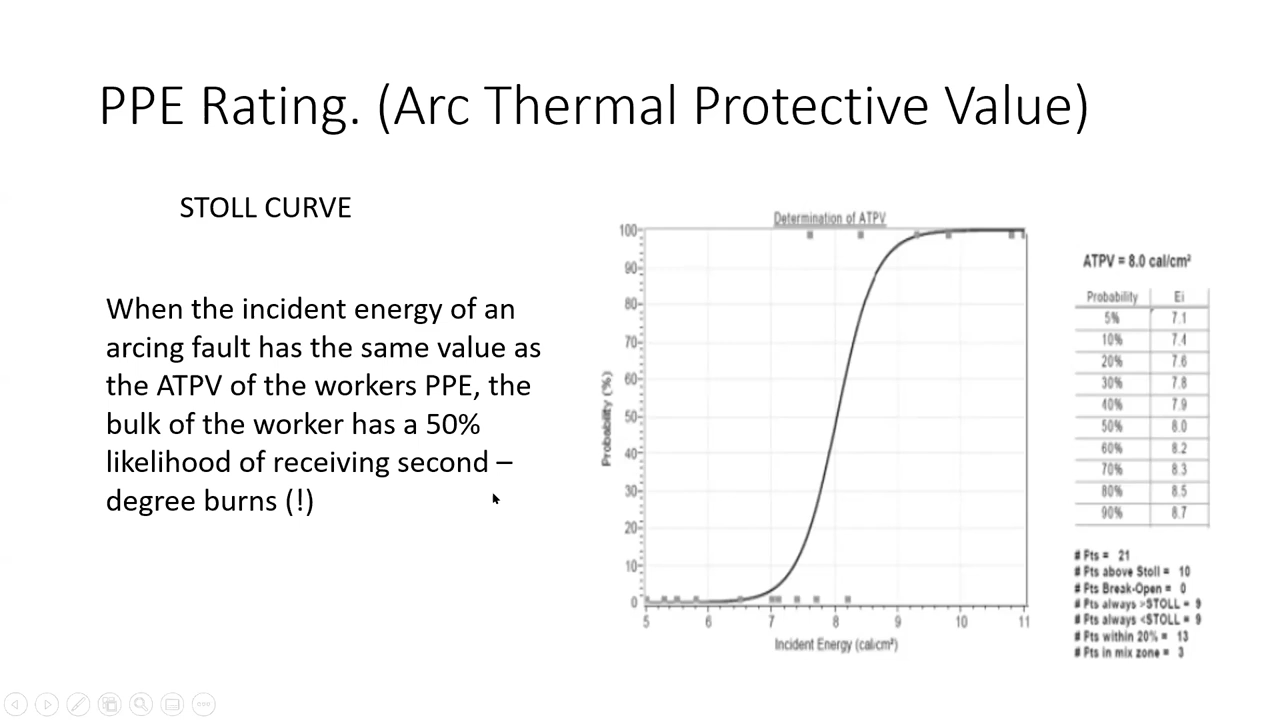 PPE Rating. (Arc Thermal Protective Value)
STOLL CURVE
When the incident energy of an
arcing fault has the same value as
the ATPV of the workers PPE, the
bulk of the worker has a 50%
likelihood of receiving second –
degree burns (!)
Determination of ATPV
Probability (%)
100
90
80
70
60
50
40
30
20
10
0
5 6 7 8 9 10 11
Incident Energy (cal/cm²)
ATPV = 8.0 cal/cm²
Probability Ei
5% 7.1
10% 7.4
20% 7.6
30% 7.8
40% 7.9
50% 8.0
60% 8.2
70% 8.3
80% 8.5
90% 8.7
# Pts = 21
# Pts above Stoll = 10
# Pts Break-Open = 0
# Pts always >STOLL = 9
# Pts always <STOLL = 9
# Pts within 20% = 13
# Pts in mix zone = 3